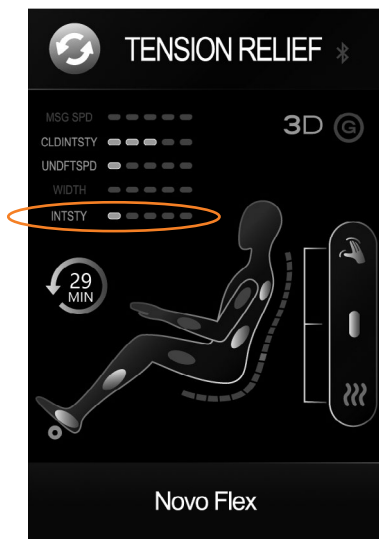 TENSION RELIEF
MSG SPD
CLDINTSTY
UNDFTSPD
WIDTH
INTSTY
3D G
29
MIN
Novo Flex